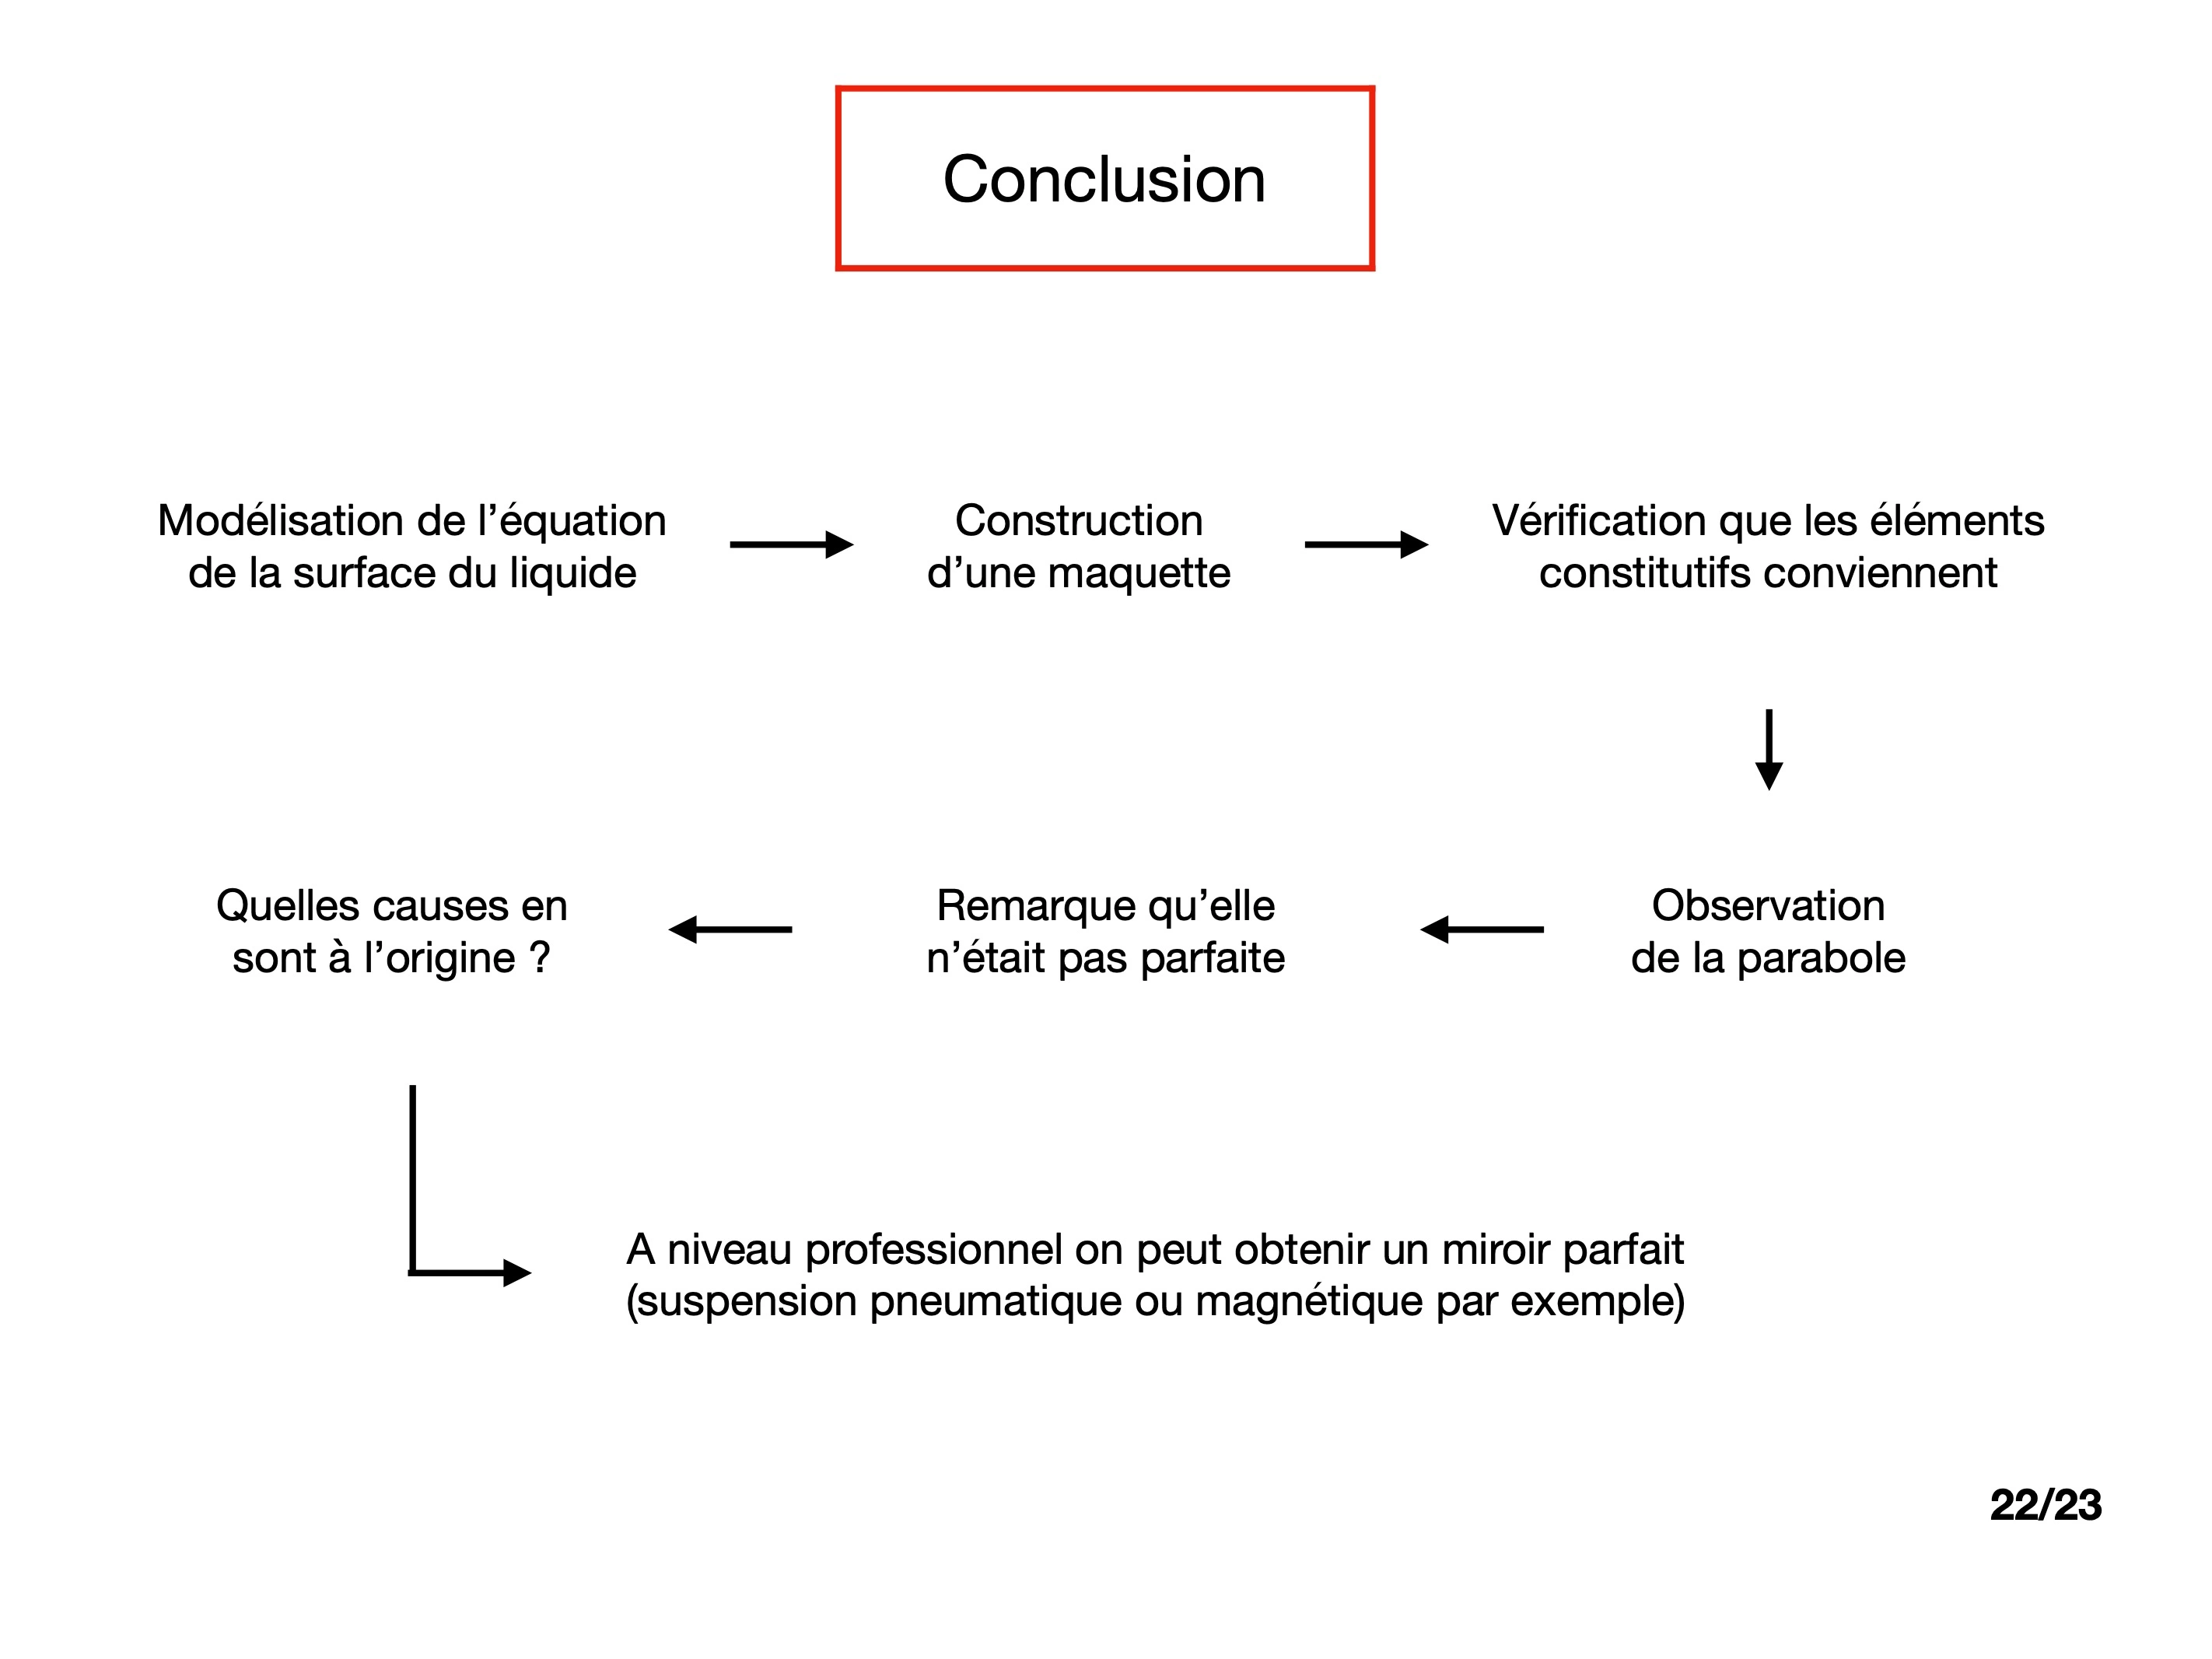 Conclusion
Modélisation de l’équation
de la surface du liquide
Construction
d’une maquette
Vérification que les éléments
constitutifs conviennent
Observation
de la parabole
Remarque qu’elle
n’était pas parfaite
Quelles causes en
sont à l’origine ?
A niveau professionnel on peut obtenir un miroir parfait
(suspension pneumatique ou magnétique par exemple)
22/23